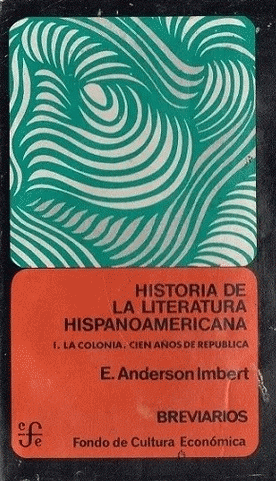 HISTORIA DE
LA LITERATURA
HISPANOAMERICANA
I. LA COLONIA. CIEN AÑOS DE REPUBLICA
E. Anderson Imbert
BREVIARIOS
Fondo de Cultura Económica
c f e